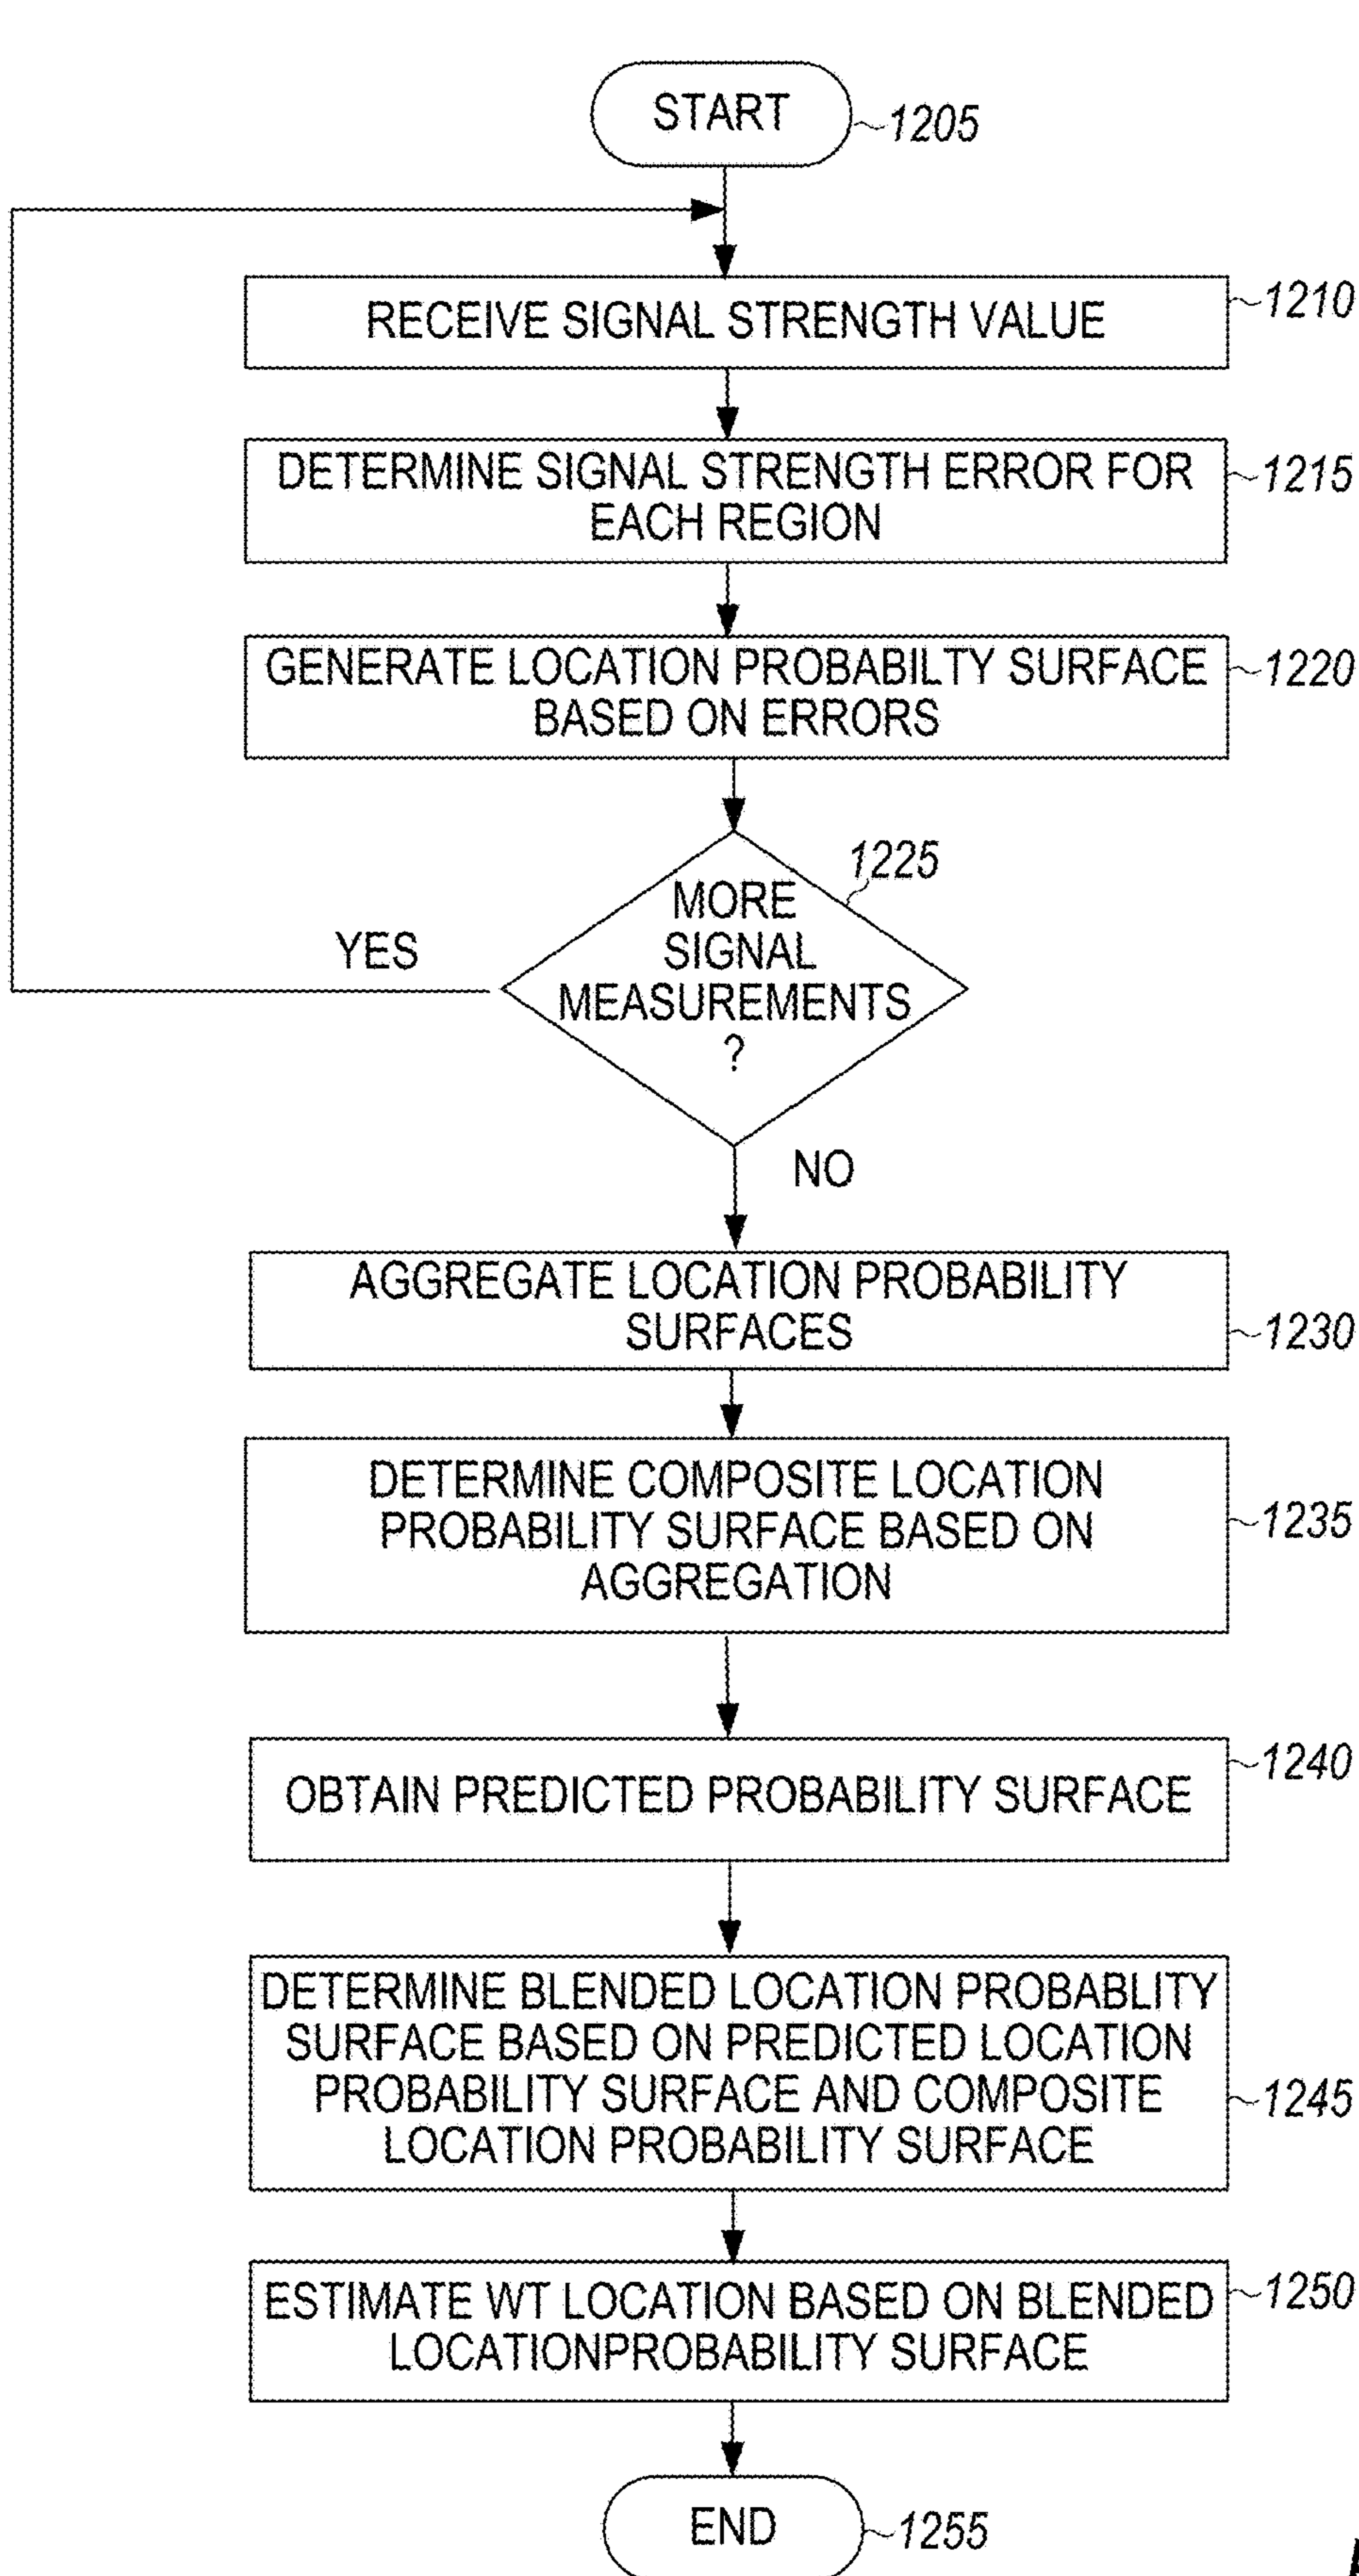 START
1205
RECEIVE SIGNAL STRENGTH VALUE
1210
DETERMINE SIGNAL STRENGTH ERROR FOR
EACH REGION
1215
GENERATE LOCATION PROBABILTY SURFACE
BASED ON ERRORS
1220
1225
MORE
SIGNAL
MEASUREMENTS
?
YES
NO
AGGREGATE LOCATION PROBABILITY
SURFACES
1230
DETERMINE COMPOSITE LOCATION
PROBABILITY SURFACE BASED ON
AGGREGATION
1235
OBTAIN PREDICTED PROBABILITY SURFACE
1240
DETERMINE BLENDED LOCATION PROBABLITY
SURFACE BASED ON PREDICTED LOCATION
PROBABILITY SURFACE AND COMPOSITE
LOCATION PROBABILITY SURFACE
1245
ESTIMATE WT LOCATION BASED ON BLENDED
LOCATIONPROBABILITY SURFACE
1250
END
1255